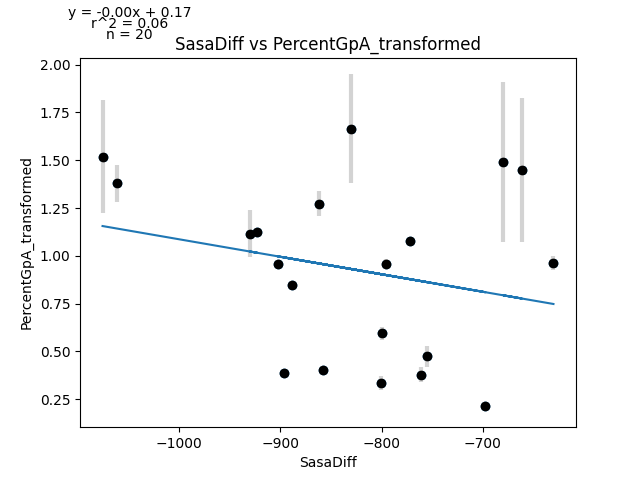 y = -0.00x + 0.17
r^2 = 0.06
n = 20
SasaDiff vs PercentGpA_transformed
2.00
1.75
1.50
1.25
1.00
0.75
0.50
0.25
PercentGpA_transformed
−1000
−900
−800
−700
SasaDiff